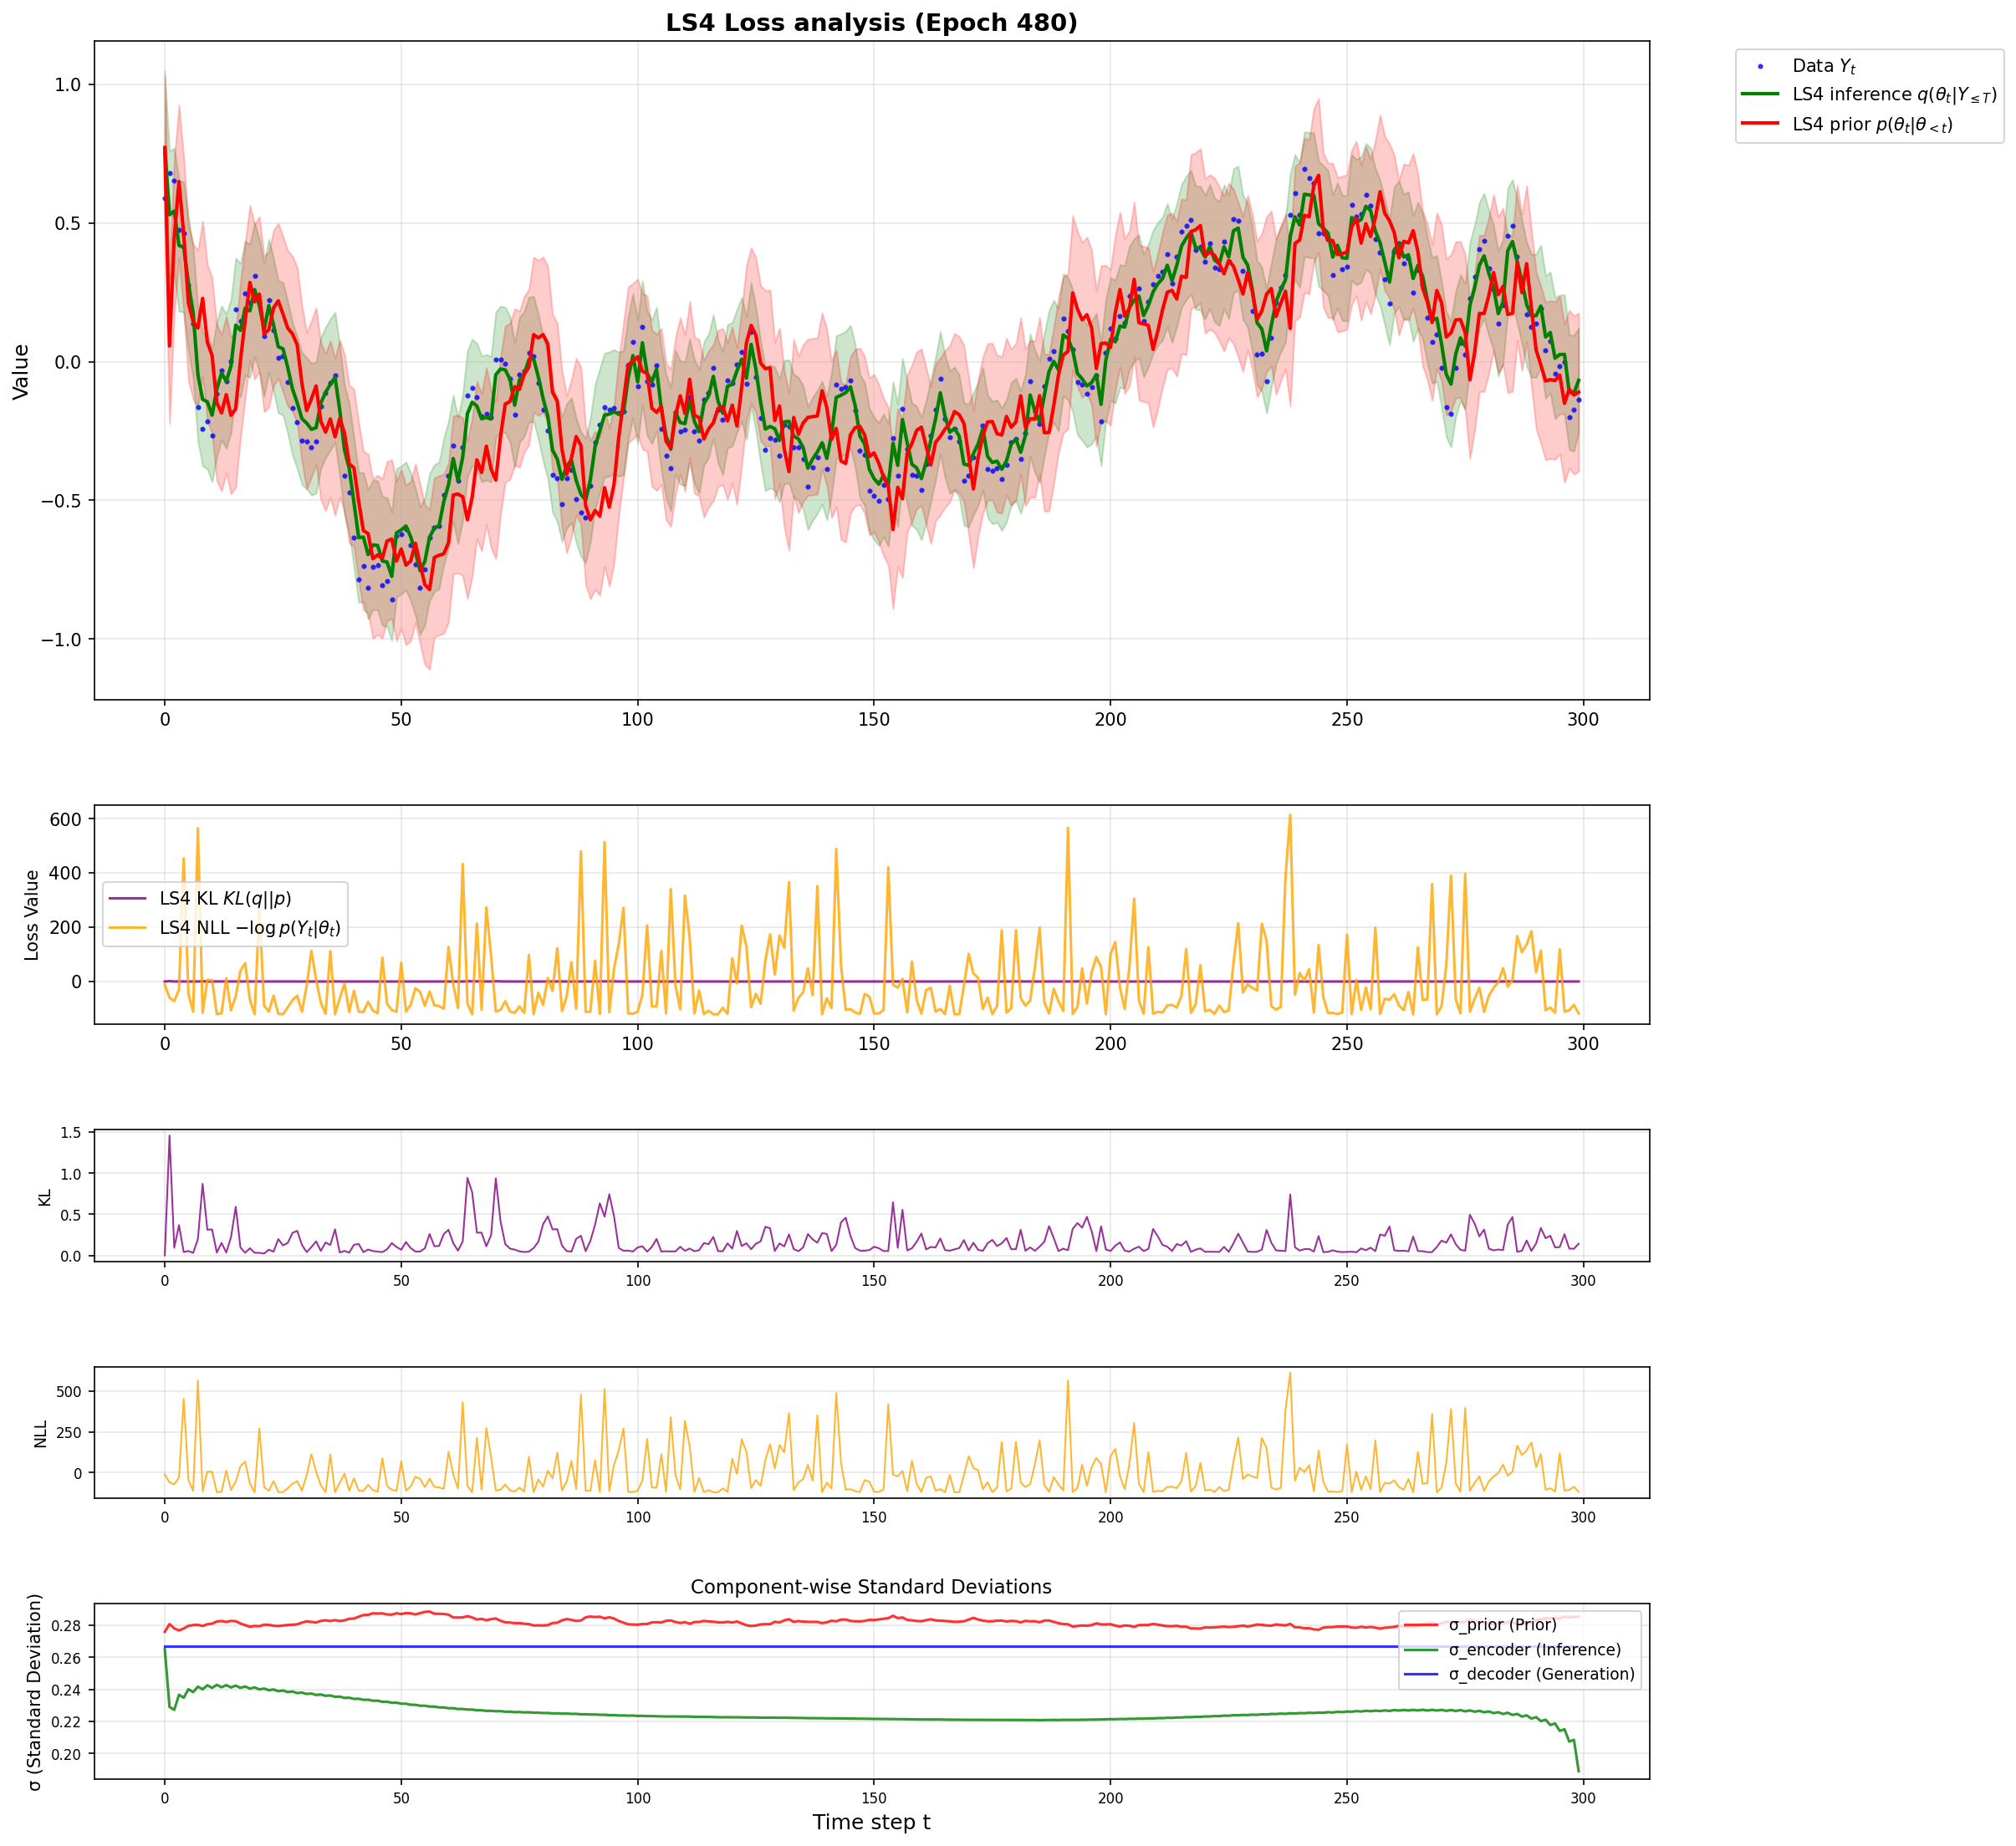 LS4 Loss analysis (Epoch 480)
Data Y_t
LS4 inference q(θ_t|Y_{≤T})
LS4 prior p(θ_t|θ_{<t})
Value
1.0
0.5
0.0
−0.5
−1.0
0 50 100 150 200 250 300
Loss Value
600
400
200
0
LS4 KL KL(q||p)
LS4 NLL −log p(Y_t|θ_t)
0 50 100 150 200 250 300
KL
1.5
1.0
0.5
0.0
0 50 100 150 200 250 300
NLL
500
250
0
0 50 100 150 200 250 300
Component-wise Standard Deviations
σ (Standard Deviation)
0.28
0.26
0.24
0.22
0.20
σ_prior (Prior)
σ_encoder (Inference)
σ_decoder (Generation)
0 50 100 150 200 250 300
Time step t